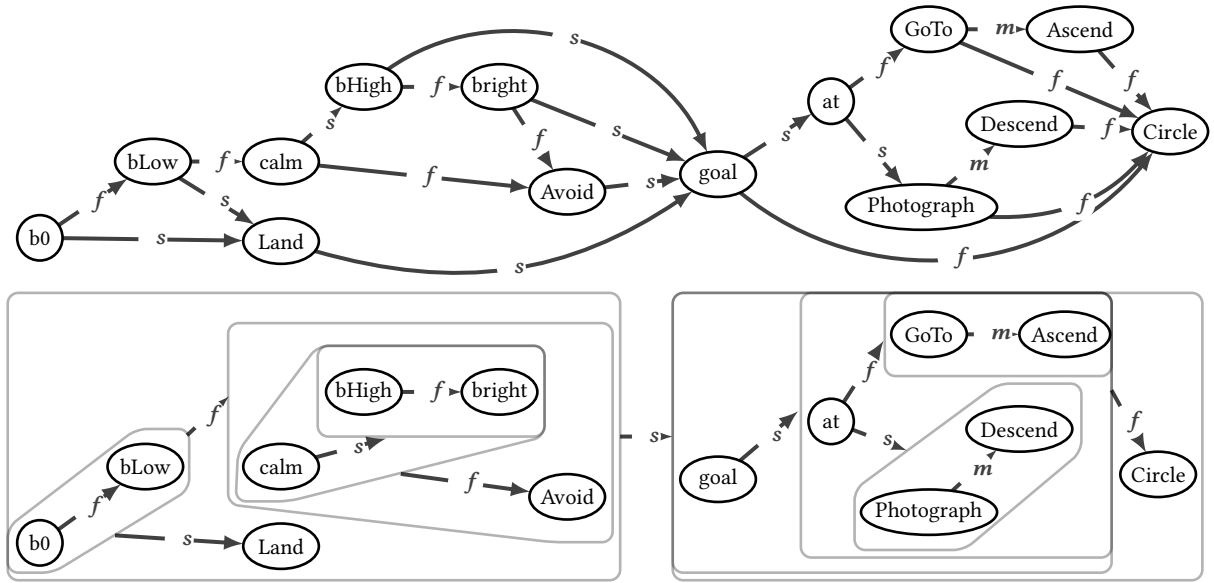 GoTo m Ascend
s
f f f
bHigh f bright
at
s s s Descend f Circle
bLow f calm f s m
f s f Avoid s goal Photograph f
b0 s Land
s f
GoTo m Ascend
bHigh f bright f
f at f
s s s Descend
bLow calm s f goal m Circle
f Avoid Photograph
b0 s Land